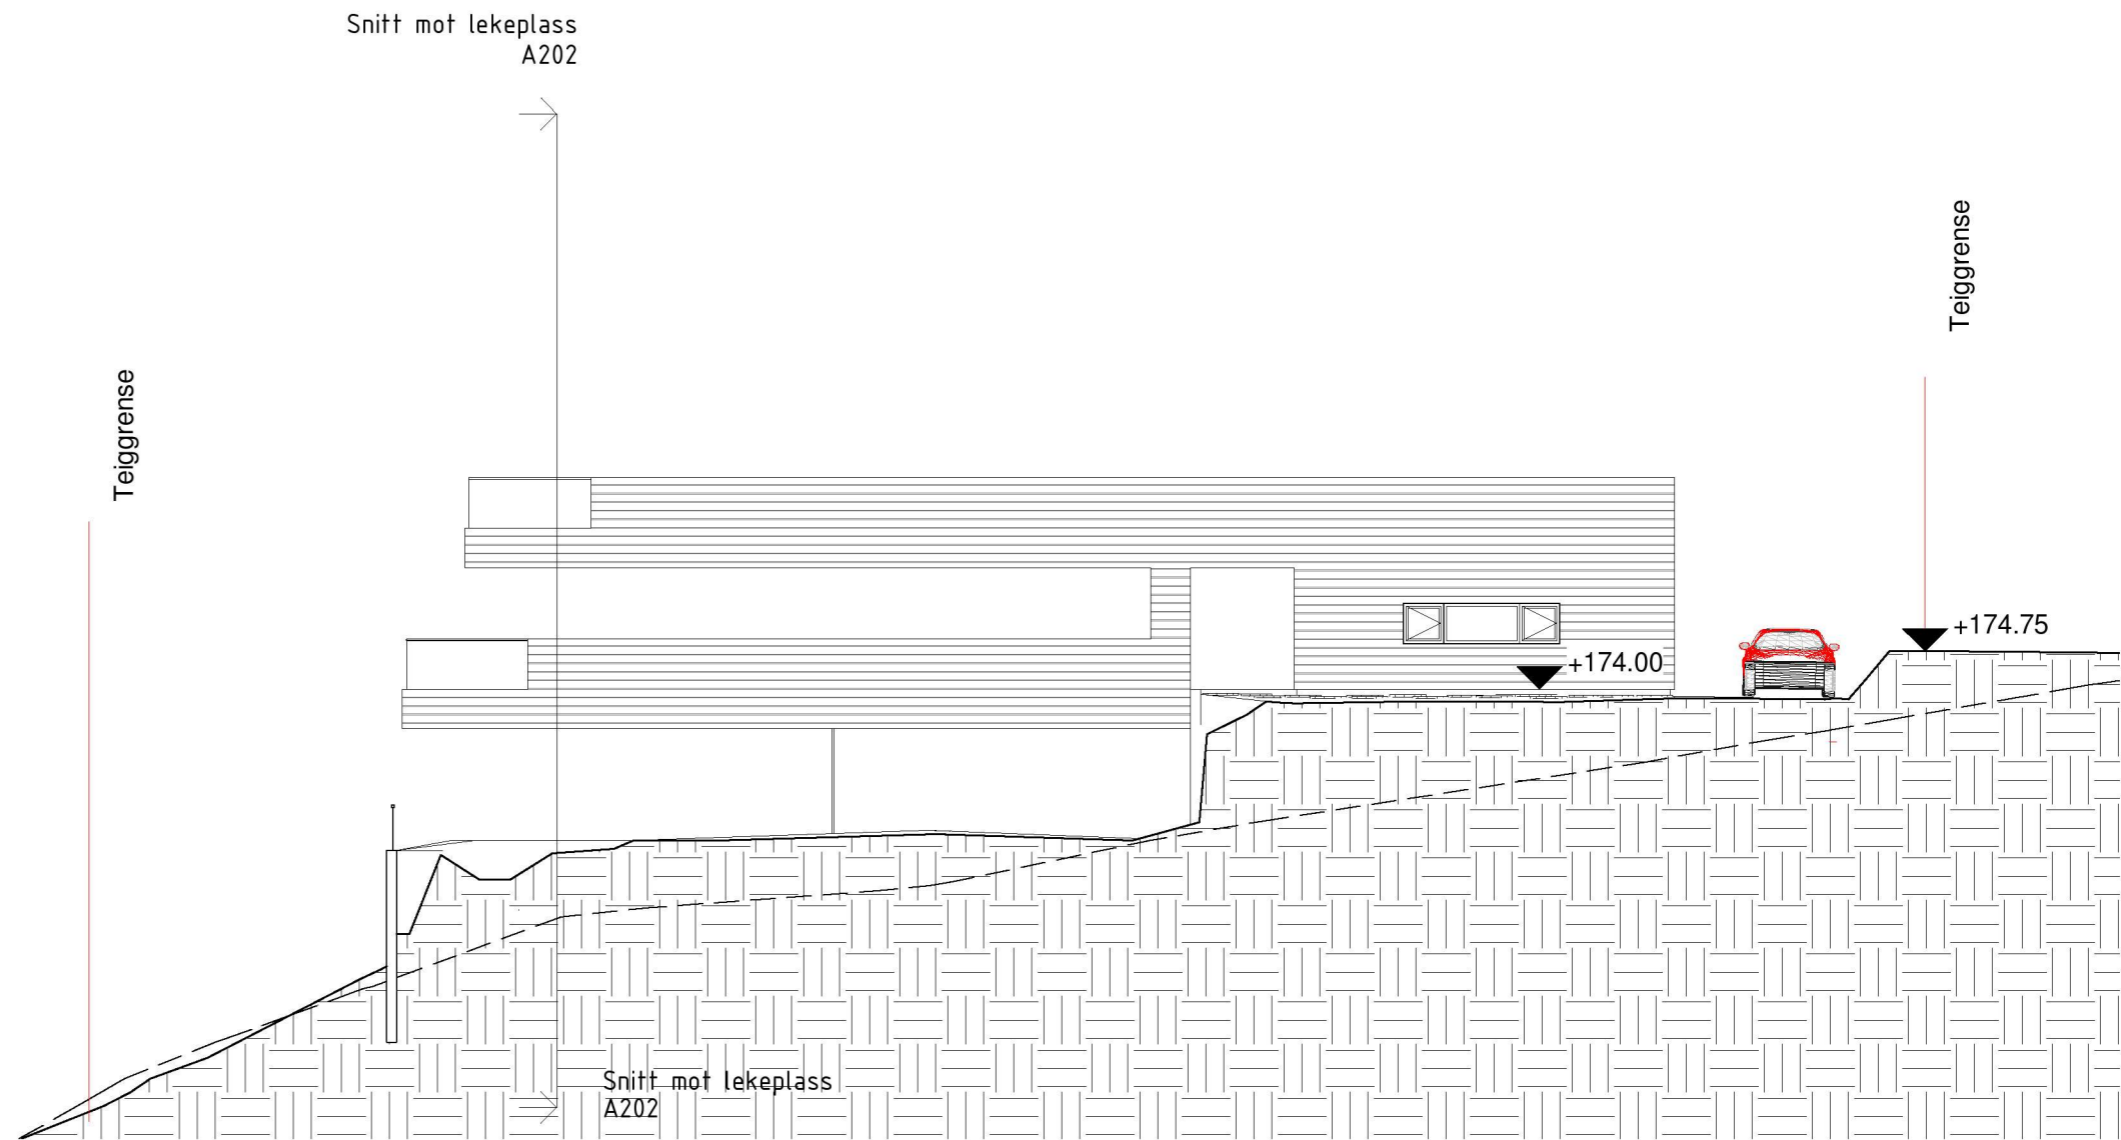 Snitt mot lekeplass
A202
Teiggrense
Teiggrense
+174.75
+174.00
Snitt mot lekeplass
A202